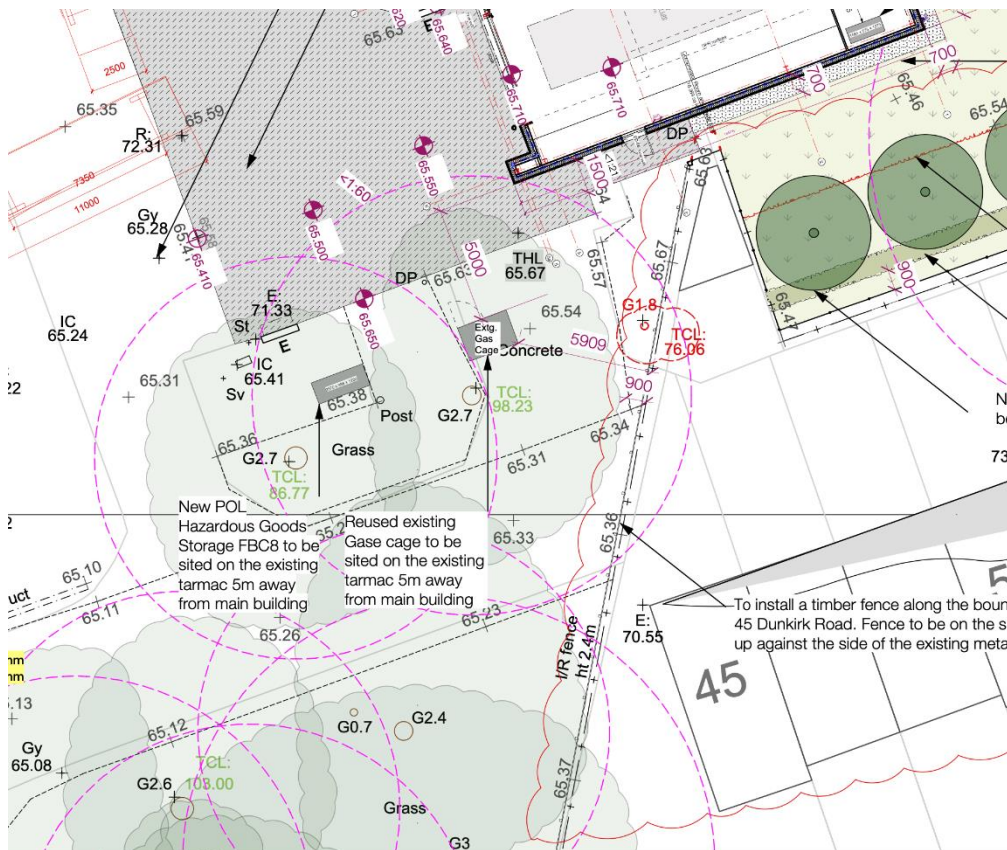 2500
65.35
65.59
R:
72.31
7350
11000
Gy
65.28
65.410
65.63
65.640
65.710
65.710
65.550
<1.60
65.500
65.650
5000
DP
65.63
THL
65.67
65.54
DP
1500
<1:21
65.57
65.67
700
700
65.46
65.54
900
65.47
IC
65.24
E:
71.33
St
E
IC
65.41
Sv
65.31
65.38
Post
65.36
Grass
G2.7
TCL:
86.77
Extg.
Gas
Cage
Concrete
5909
G1.8
TCL:
76.06
900
TCL:
98.23
G2.7
65.34
65.31
65.33
65.36
New POL
Hazardous Goods
Storage FBC8 to be
sited on the existing
tarmac 5m away
from main building
Reused existing
Gase cage to be
sited on the existing
tarmac 5m away
from main building
65.10
65.11
uct
65.26
65.23
I/R fence
ht 2.4m
E:
70.55
To install a timber fence along the boun
45 Dunkirk Road. Fence to be on the s
up against the side of the existing meta
N
be
73
45
5
65.13
65.12
Gy
65.08
TCL:
103.00
G2.6
G0.7
G2.4
Grass
G3
65.37